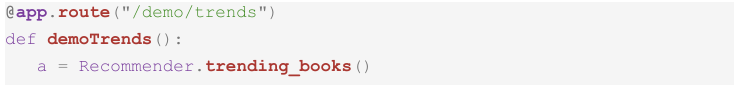 @app.route("/demo/trends")
def demoTrends():
    a = Recommender.trending_books()